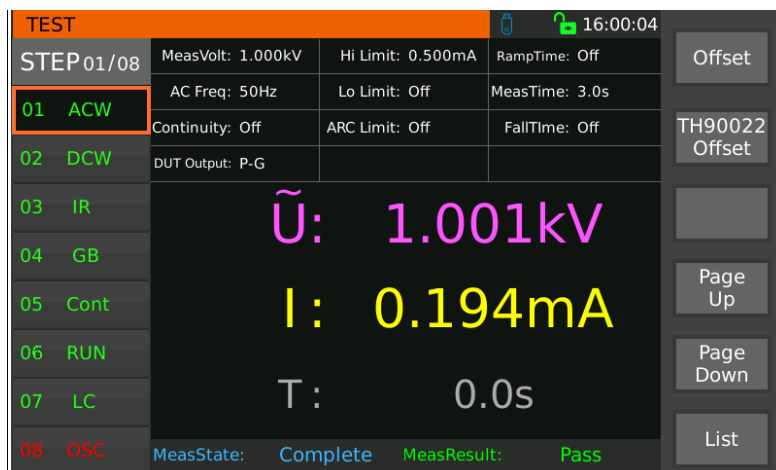 TEST
16:00:04
STEP 01/08
MeasVolt: 1.000kV
Hi Limit: 0.500mA
RampTime: Off
AC Freq: 50Hz
Lo Limit: Off
MeasTime: 3.0s
Continuity: Off
ARC Limit: Off
FallTIme: Off
DUT Output: P-G
01 ACW
02 DCW
03 IR
04 GB
05 Cont
06 RUN
07 LC
08 OSC
Ũ: 1.001kV
I: 0.194mA
T: 0.0s
MeasState: Complete MeasResult: Pass
Offset
TH90022
Offset
Page
Up
Page
Down
List